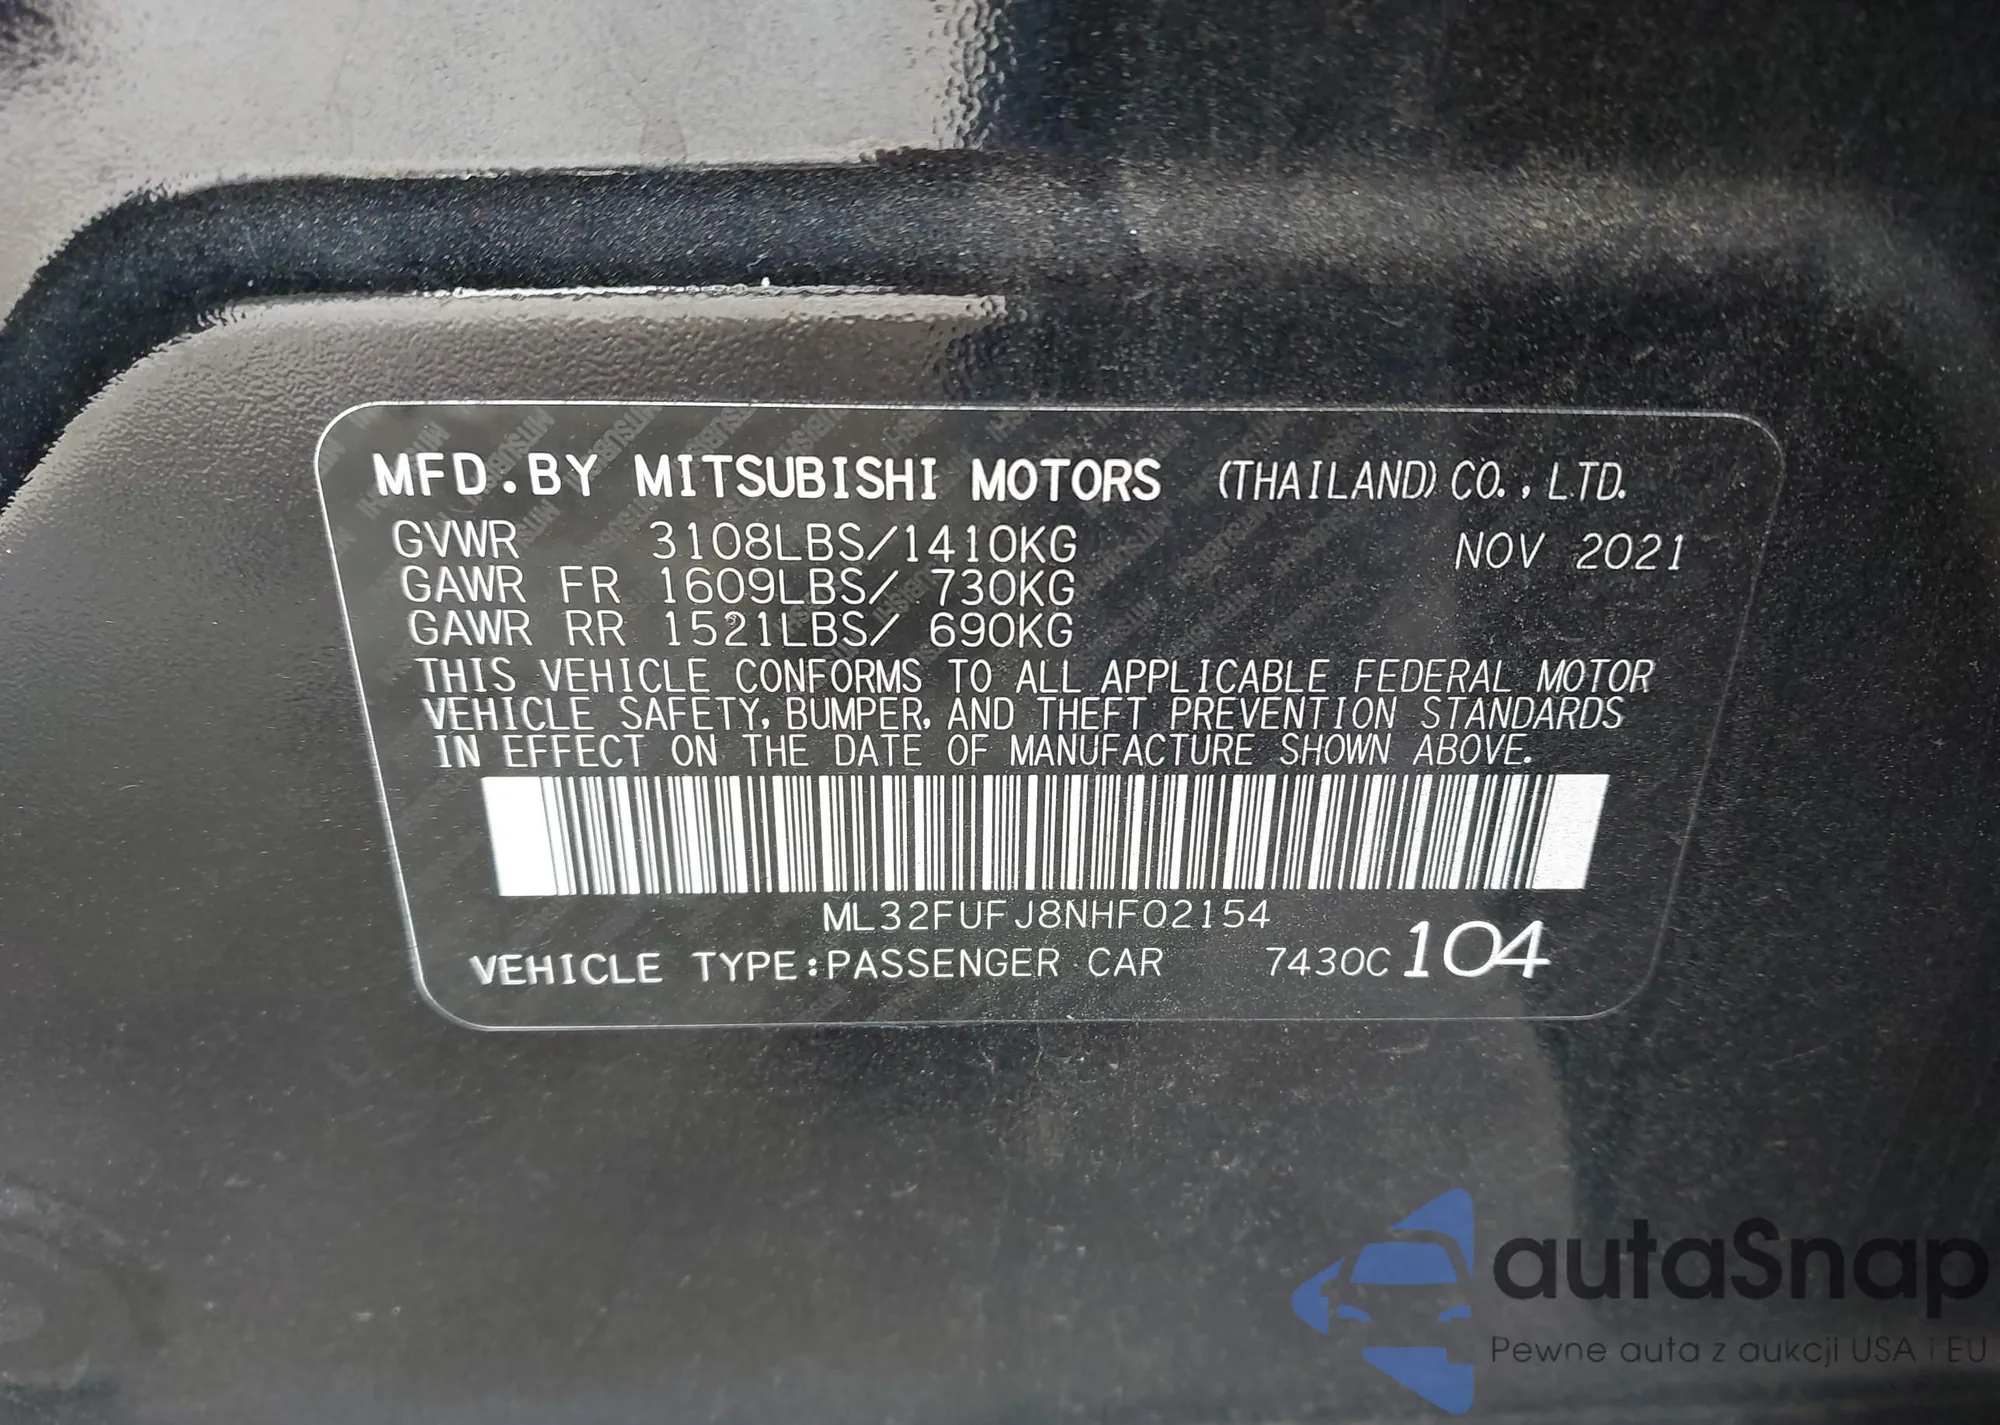 MFD.BY MITSUBISHI MOTORS (THAILAND) CO., LTD.
GVWR 3108LBS/1410KG NOV 2021
GAWR FR 1609LBS/ 730KG
GAWR RR 1521LBS/ 690KG
THIS VEHICLE CONFORMS TO ALL APPLICABLE FEDERAL MOTOR
VEHICLE SAFETY, BUMPER, AND THEFT PREVENTION STANDARDS
IN EFFECT ON THE DATE OF MANUFACTURE SHOWN ABOVE.
ML32FUFJ8NHF02154
VEHICLE TYPE:PASSENGER CAR 7430C 104
autaSnap
Pewne auta z aukcji USA i EU